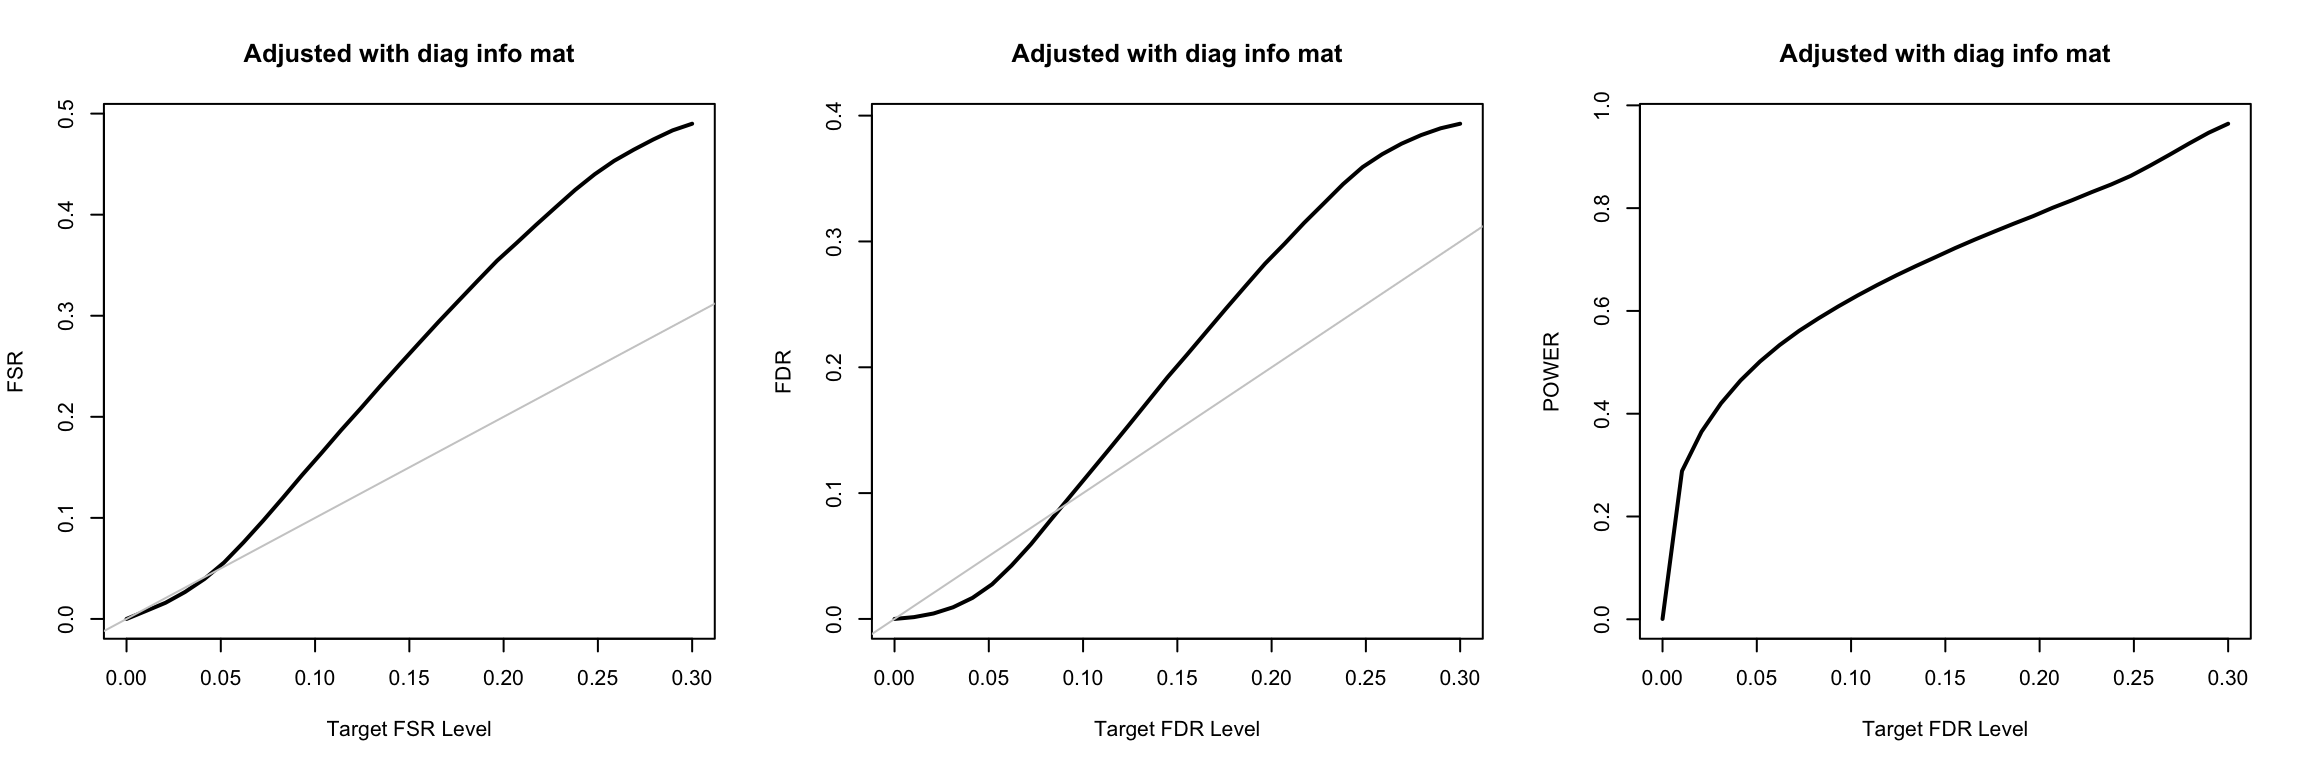 Adjusted with diag info mat
FSR
0.5
0.4
0.3
0.2
0.1
0.0
0.00 0.05 0.10 0.15 0.20 0.25 0.30
Target FSR Level
Adjusted with diag info mat
FDR
0.4
0.3
0.2
0.1
0.0
0.00 0.05 0.10 0.15 0.20 0.25 0.30
Target FDR Level
Adjusted with diag info mat
POWER
1.0
0.8
0.6
0.4
0.2
0.0
0.00 0.05 0.10 0.15 0.20 0.25 0.30
Target FDR Level